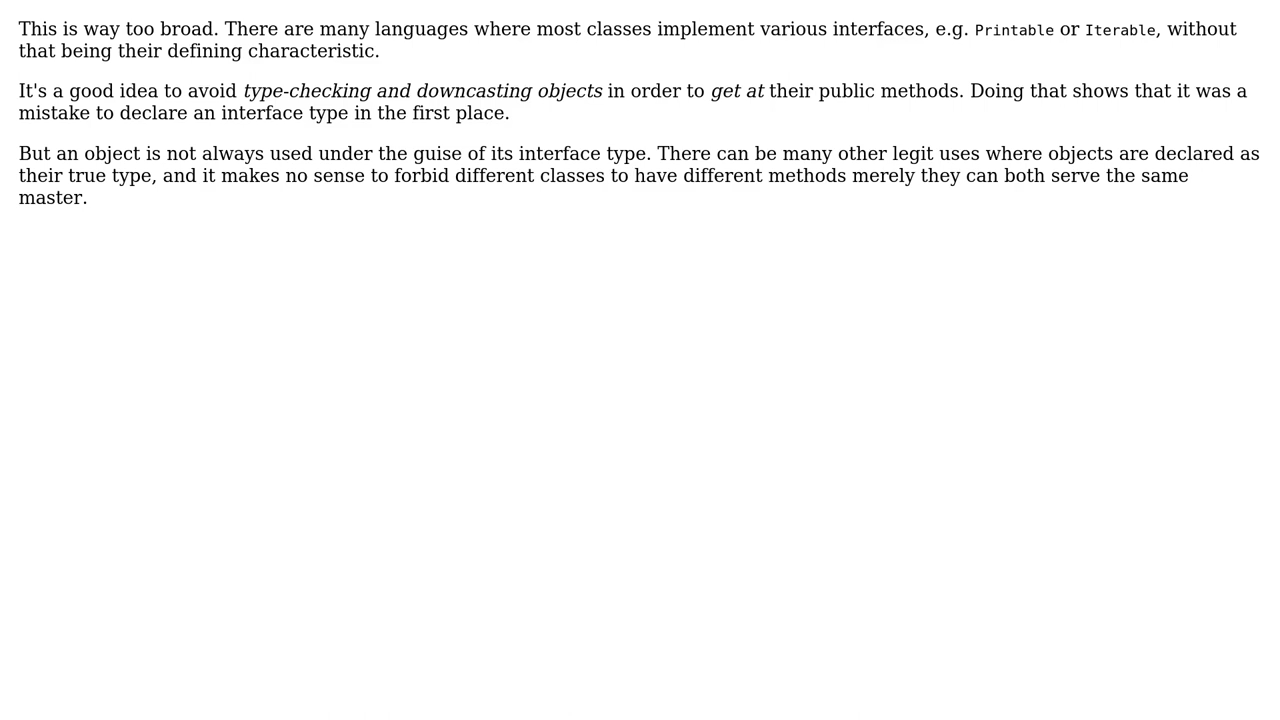 This is way too broad. There are many languages where most classes implement various interfaces, e.g. Printable or Iterable, without
that being their defining characteristic.
It's a good idea to avoid type-checking and downcasting objects in order to get at their public methods. Doing that shows that it was a
mistake to declare an interface type in the first place.
But an object is not always used under the guise of its interface type. There can be many other legit uses where objects are declared as
their true type, and it makes no sense to forbid different classes to have different methods merely they can both serve the same
master.